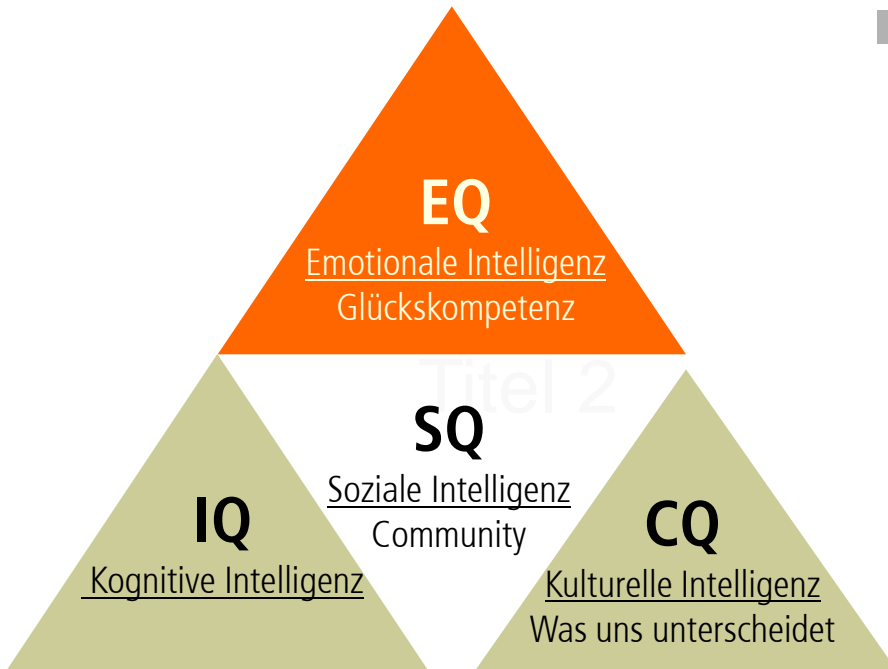 EQ
Emotionale Intelligenz
Glückskompetenz
Titel 2
SQ
Soziale Intelligenz
Community
IQ
Kognitive Intelligenz
CQ
Kulturelle Intelligenz
Was uns unterscheidet